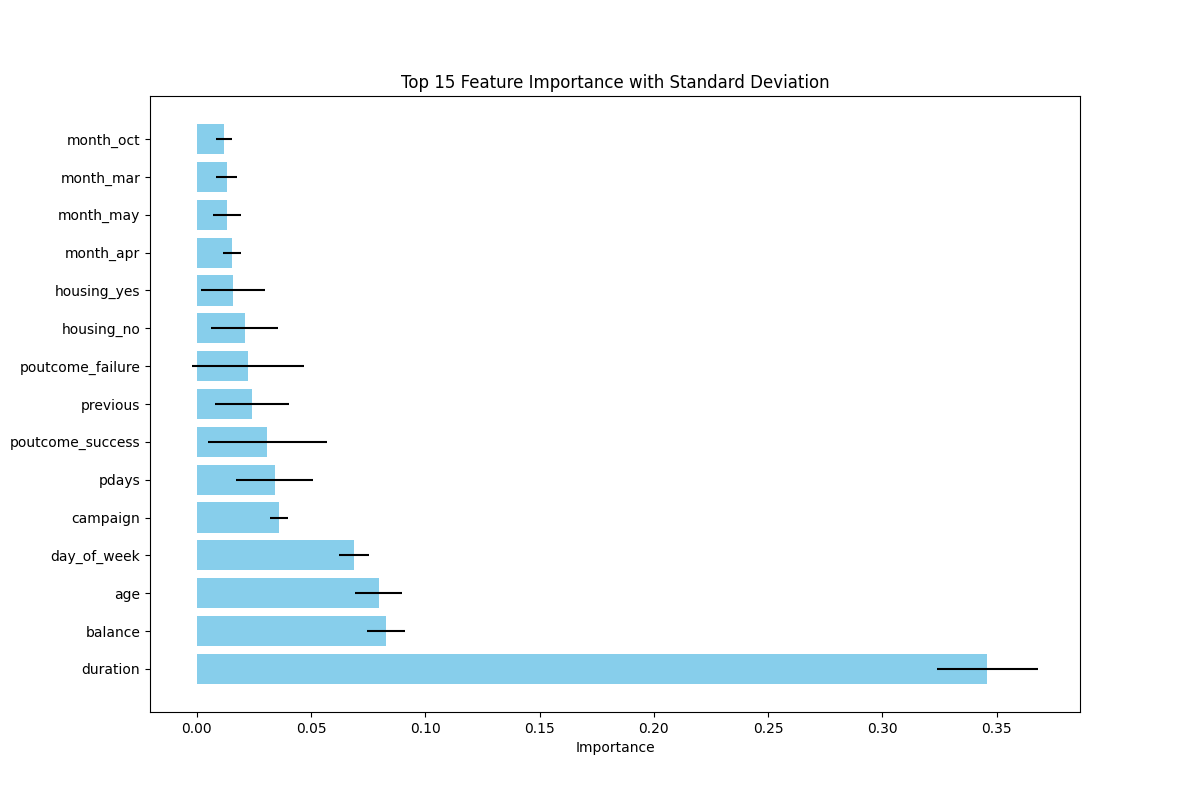 Top 15 Feature Importance with Standard Deviation
month_oct
month_mar
month_may
month_apr
housing_yes
housing_no
poutcome_failure
previous
poutcome_success
pdays
campaign
day_of_week
age
balance
duration
0.00 0.05 0.10 0.15 0.20 0.25 0.30 0.35
Importance